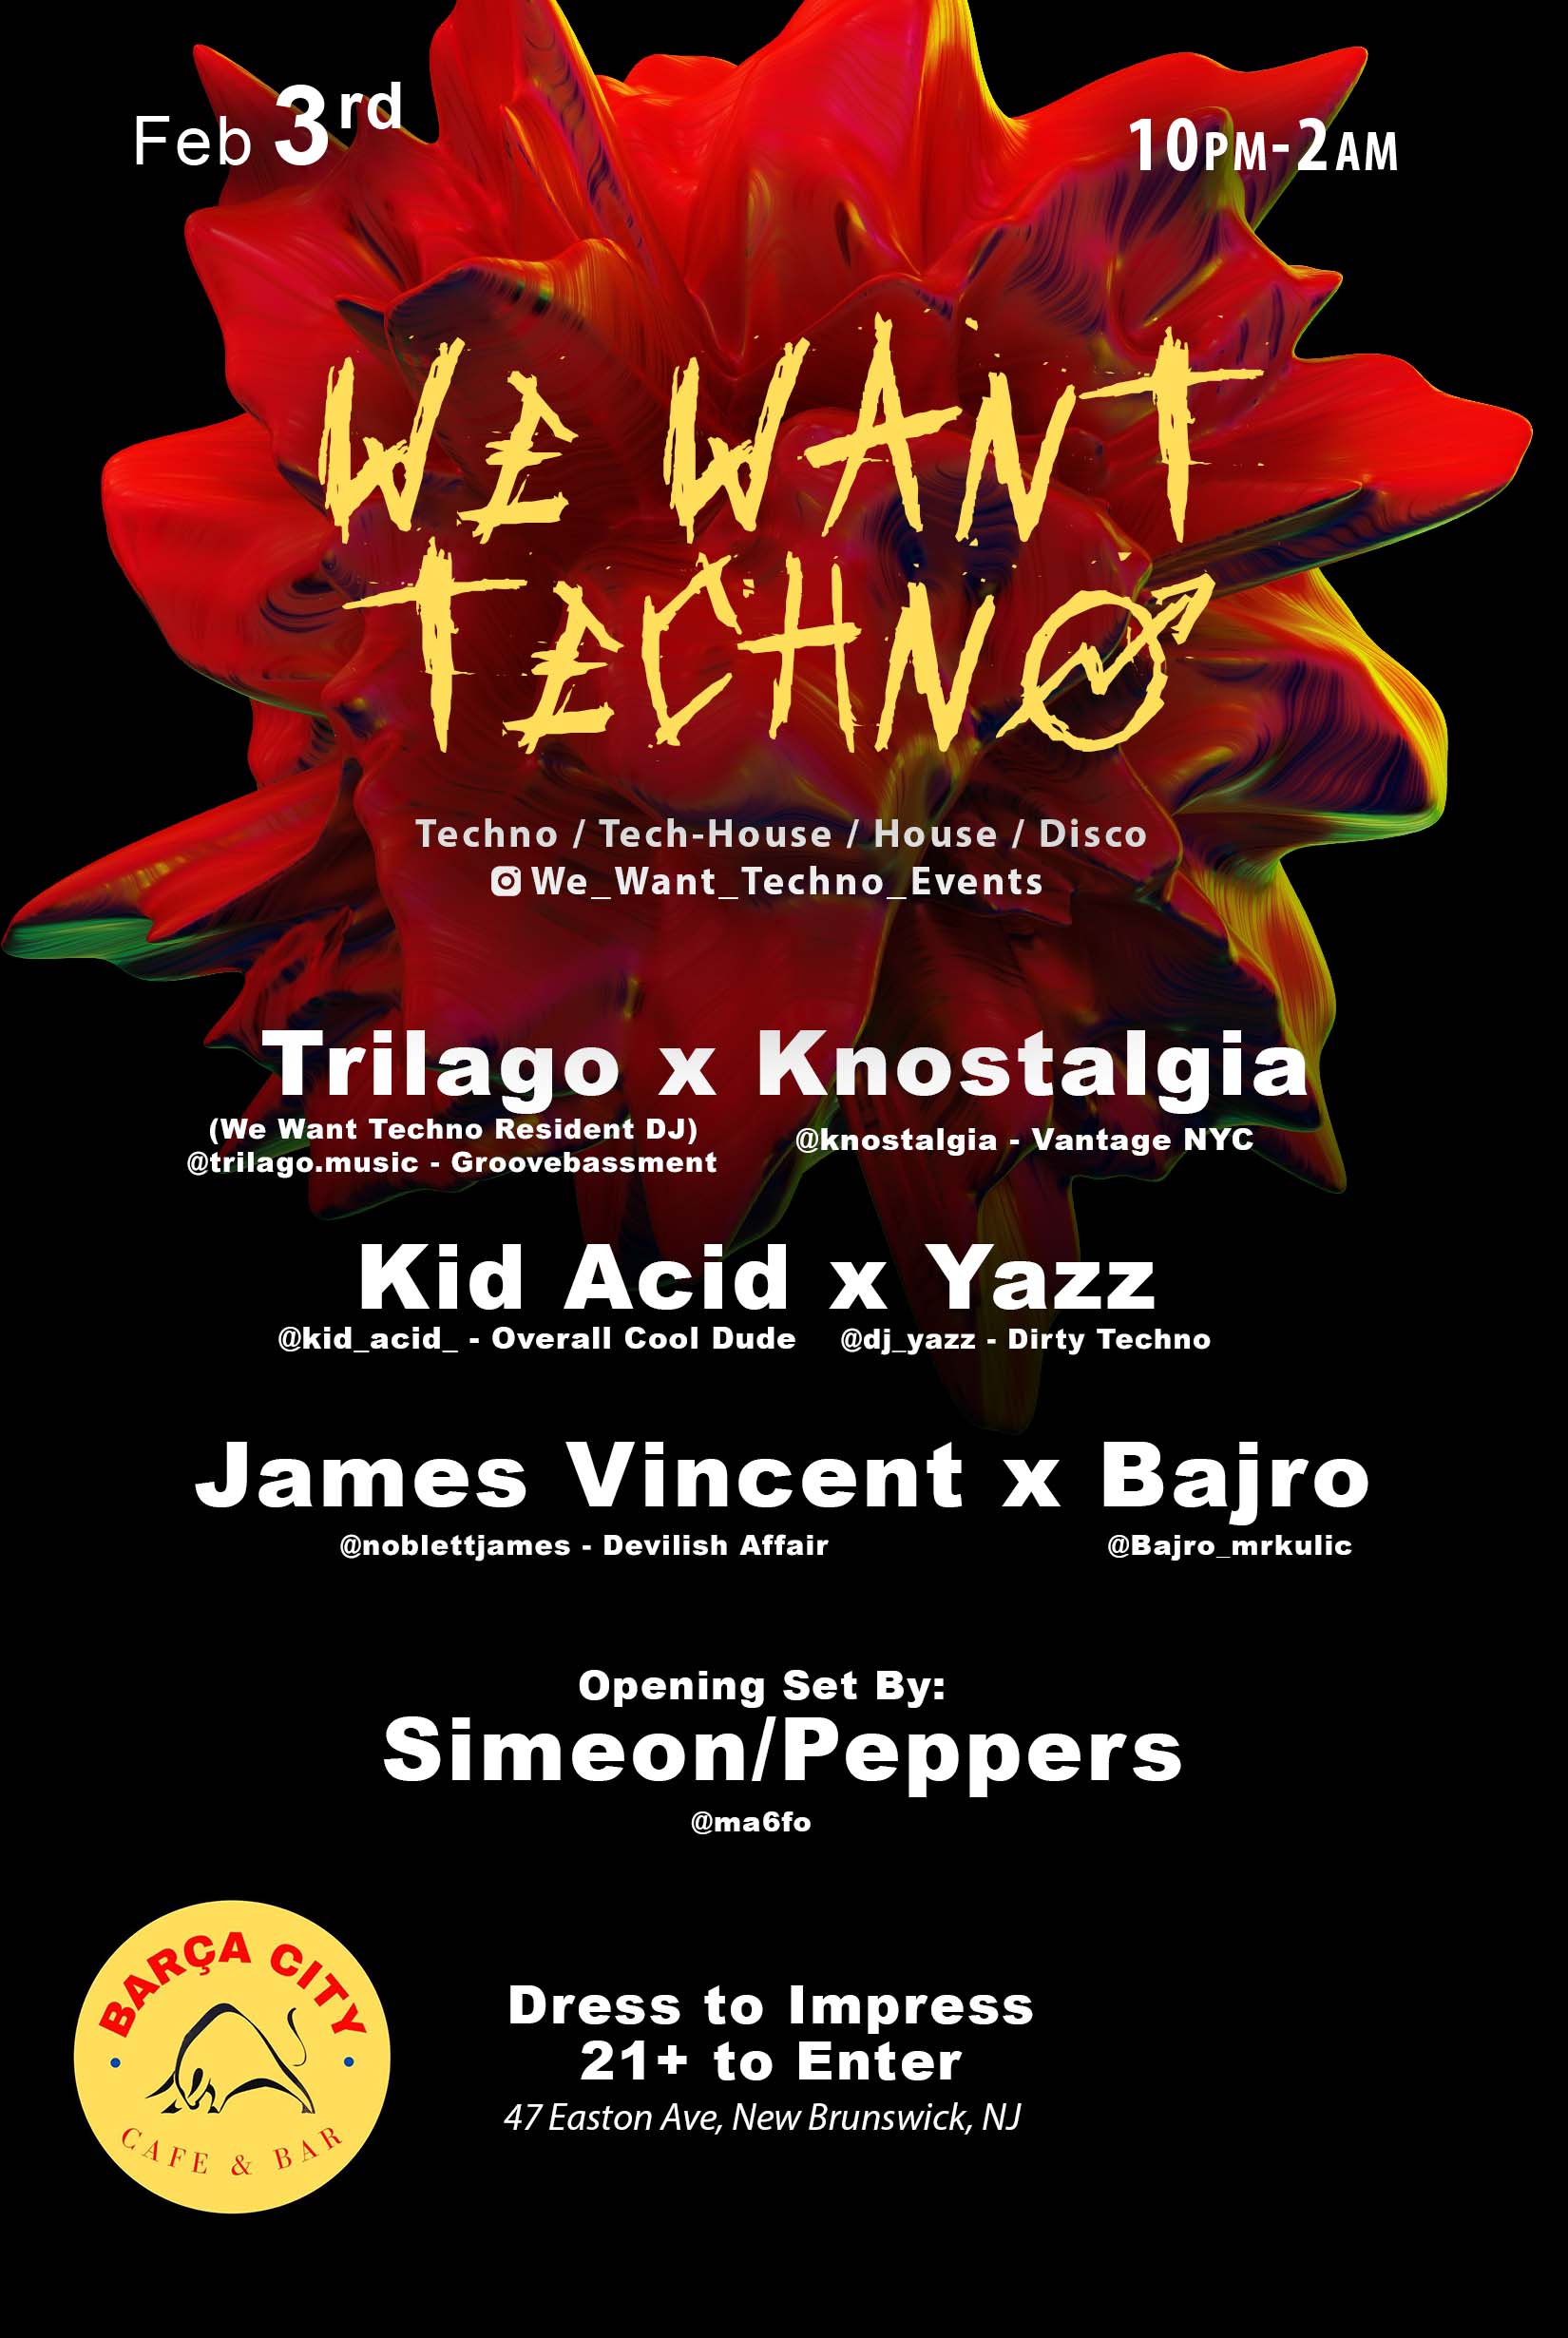 Feb 3rd
10PM-2AM
WE WANT
TECHNO
Techno / Tech-House / House / Disco
We_Want_Techno_Events
Trilago x Knostalgia
(We Want Techno Resident DJ)
@trilago.music - Groovebassment
@knostalgia - Vantage NYC
Kid Acid x Yazz
@kid_acid_ - Overall Cool Dude @dj_yazz - Dirty Techno
James Vincent x Bajro
@noblettjames - Devilish Affair @Bajro_mrkulic
Opening Set By:
Simeon/Peppers
@ma6fo
BARÇA CITY
CAFE & BAR
Dress to Impress
21+ to Enter
47 Easton Ave, New Brunswick, NJ